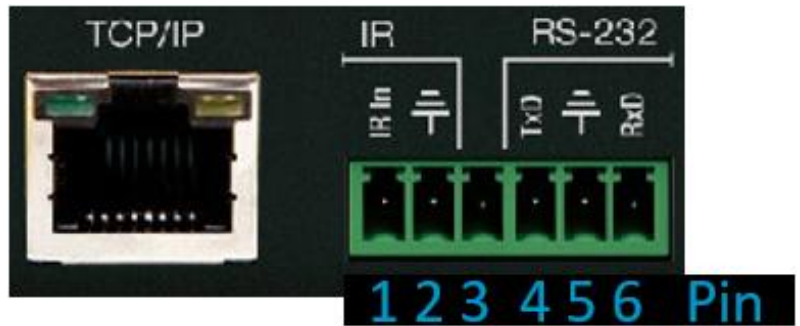 TCP/IP
IR
RS-232
IR In
TxD
RxD
1 2 3 4 5 6 Pin